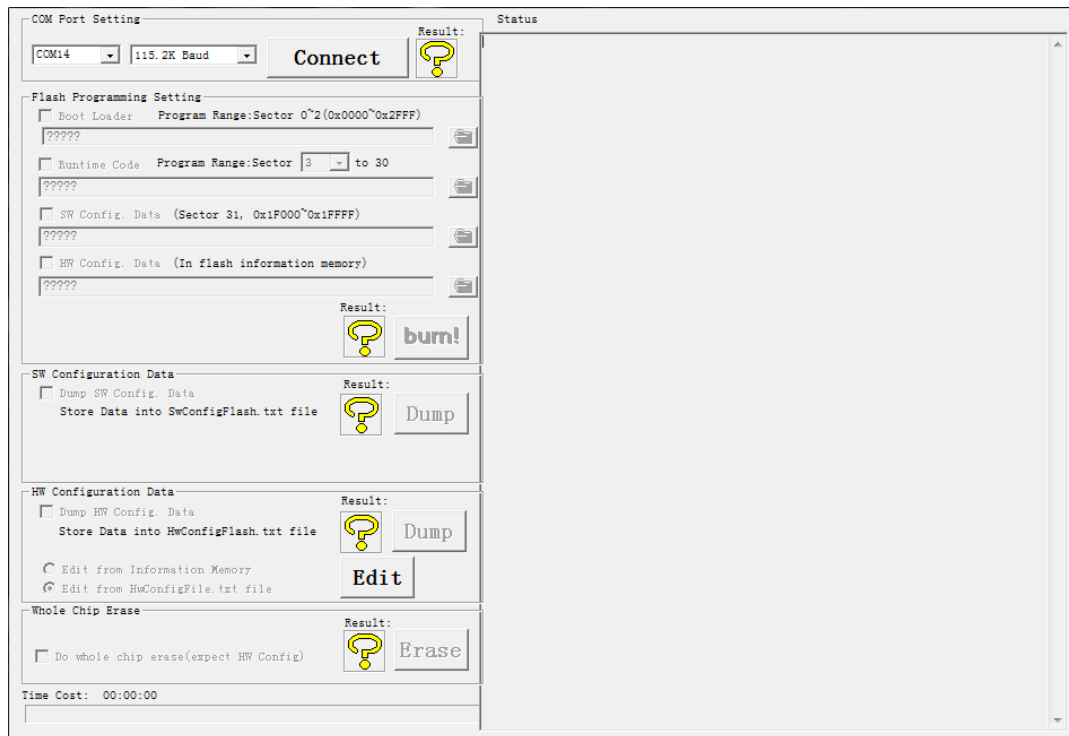 COM Port Setting
Result:
COM14
115.2K Baud
Connect
Flash Programming Setting
Boot Loader Program Range:Sector 0~2(0x0000~0x2FFF)
?????
Runtime Code Program Range:Sector 3 to 30
?????
SW Config. Data (Sector 31, 0x1F000~0x1FFFF)
?????
HW Config. Data (In flash information memory)
?????
Result:
burn!
SW Configuration Data
Dump SW Config. Data
Store Data into SwConfigFlash.txt file
Result:
Dump
HW Configuration Data
Dump HW Config. Data
Store Data into HwConfigFlash.txt file
Result:
Dump
Edit from Information Memory
Edit from HwConfigFile.txt file
Edit
Whole Chip Erase
Do whole chip erase(expect HW Config)
Result:
Erase
Time Cost: 00:00:00
Status